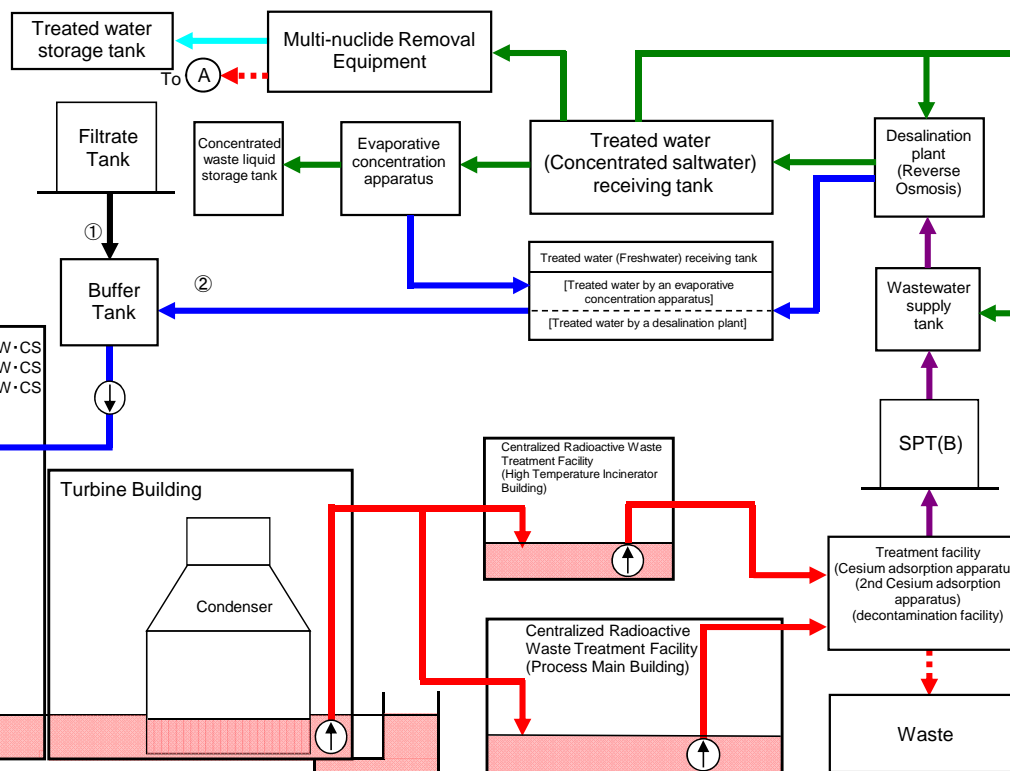 Treated water
storage tank
Multi-nuclide Removal
Equipment
To
A
Filtrate
Tank
Concentrated
waste liquid
storage tank
Evaporative
concentration
apparatus
Treated water
(Concentrated saltwater)
receiving tank
Desalination
plant
(Reverse
Osmosis)
①
Buffer
Tank
②
Treated water (Freshwater) receiving tank
[Treated water by an evaporative
concentration apparatus]
[Treated water by a desalination plant]
Wastewater
supply
tank
W・CS
W・CS
W・CS
SPT(B)
Turbine Building
Condenser
Centralized Radioactive Waste
Treatment Facility
(High Temperature Incinerator
Building)
Treatment facility
(Cesium adsorption apparatu
(2nd Cesium adsorption
apparatus)
(decontamination facility)
Centralized Radioactive
Waste Treatment Facility
(Process Main Building)
Waste